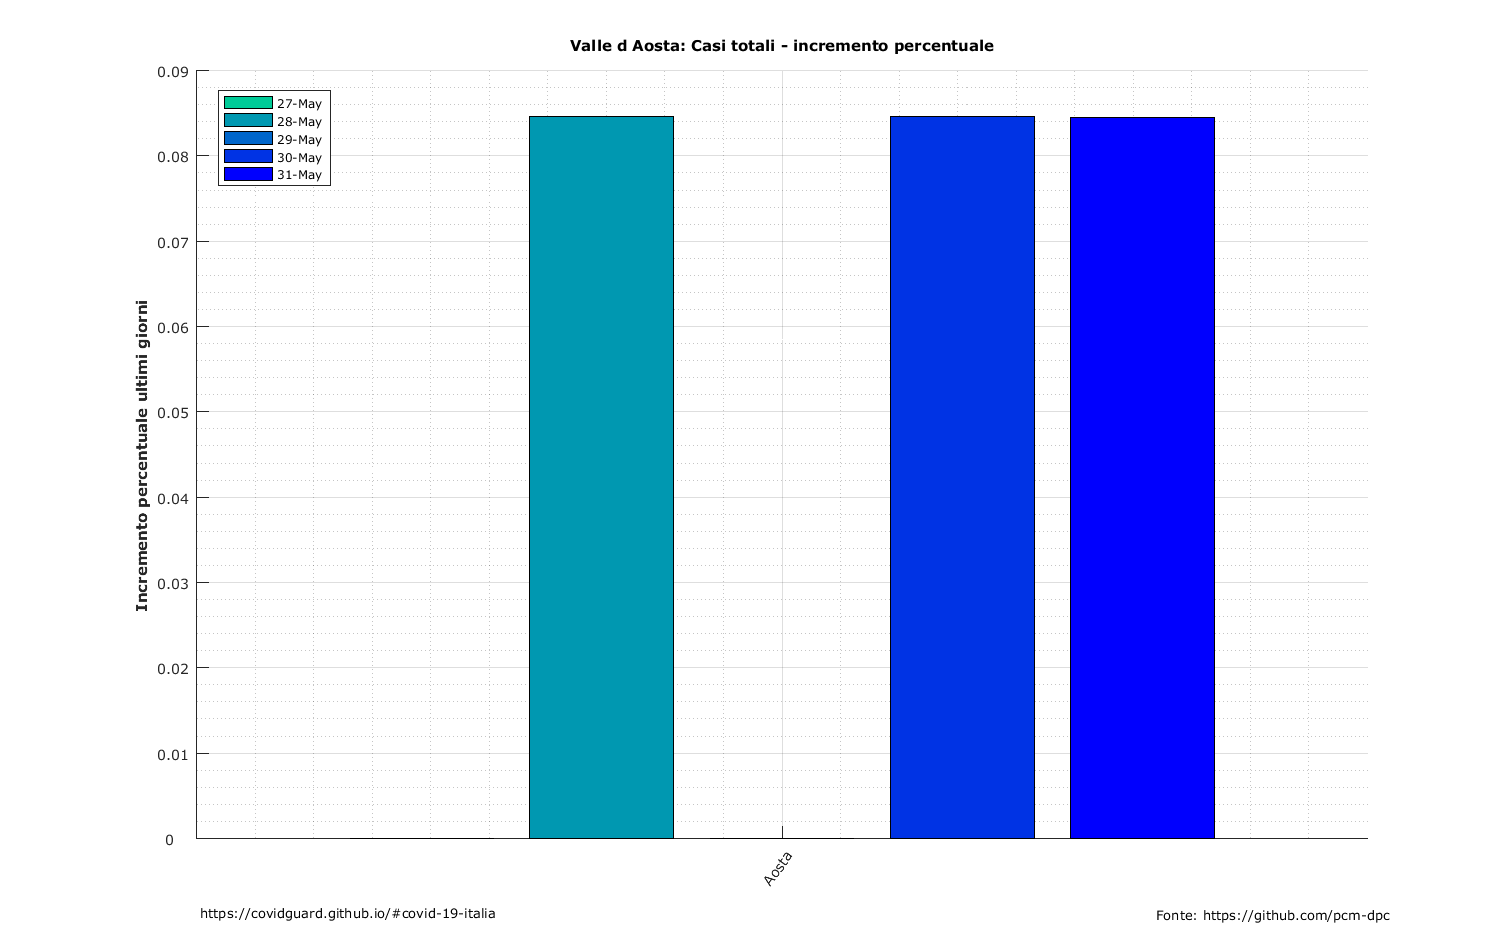 Valle d Aosta: Casi totali - incremento percentuale
0.09
0.08
0.07
0.06
0.05
0.04
0.03
0.02
0.01
0
Incremento percentuale ultimi giorni
27-May
28-May
29-May
30-May
31-May
Aosta
https://covidguard.github.io/#covid-19-italia
Fonte: https://github.com/pcm-dpc